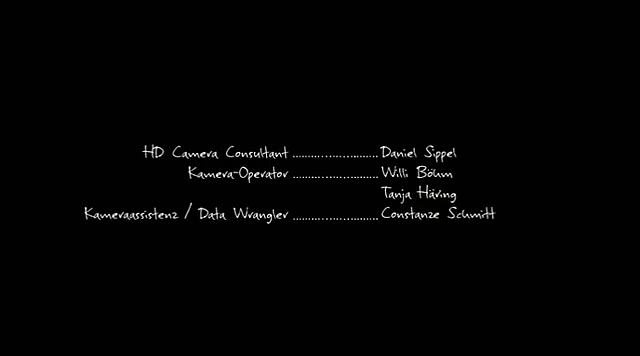 HD Camera Consultant ........................ Daniel Sippel
Kamera-Operator ........................ Willi Böhm
Tanja Häring
Kameraassistenz / Data Wrangler ........................ Constanze Schmitt